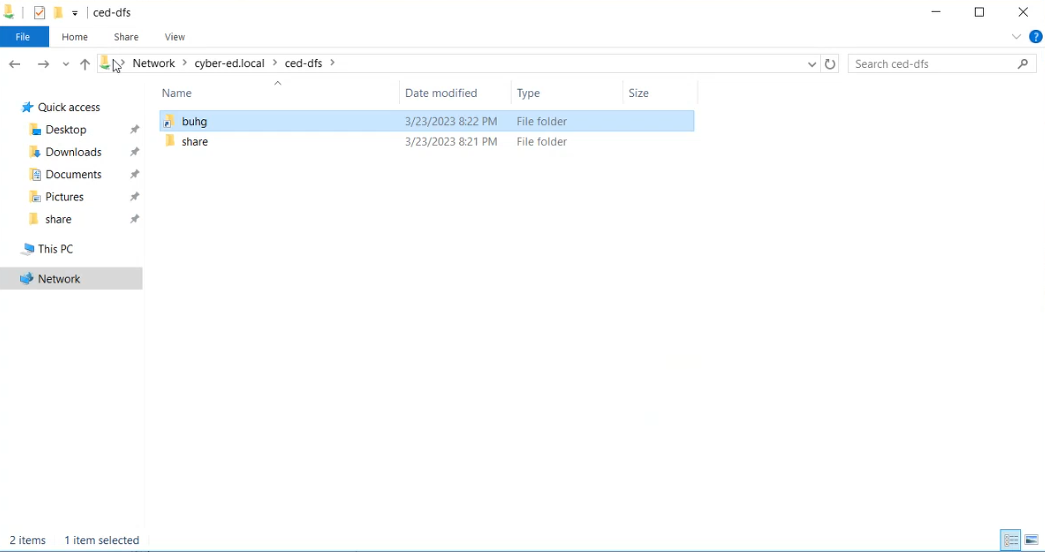 ced-dfs
File Home Share View
Network cyber-ed.local ced-dfs Search ced-dfs
Name Date modified Type Size
Quick access
Desktop
Downloads
Documents
Pictures
share
This PC
Network
buhg 3/23/2023 8:22 PM File folder
share 3/23/2023 8:21 PM File folder
2 items 1 item selected